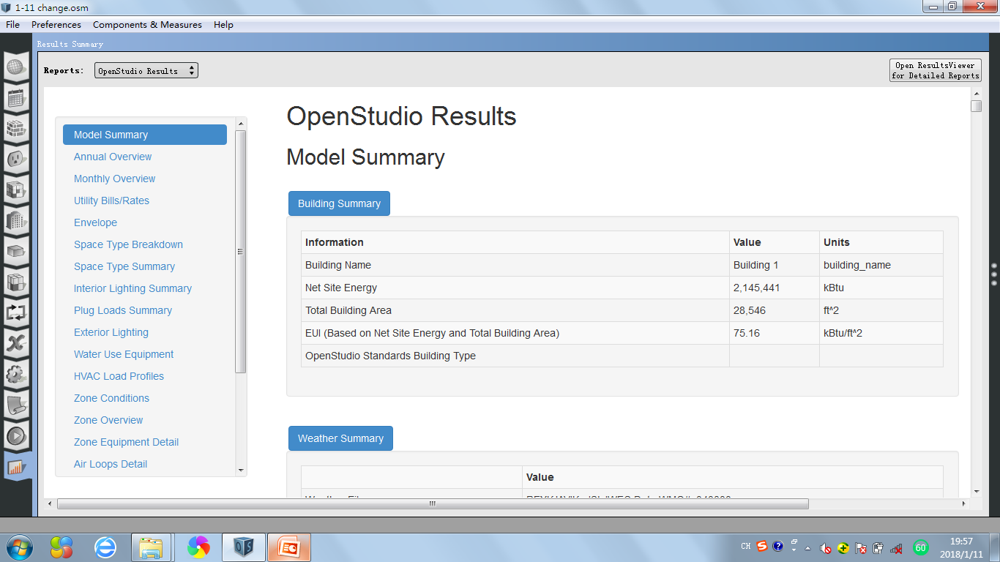 1-11 change.osm
File Preferences Components & Measures Help
Results Summary
Reports: OpenStudio Results
Open ResultsViewer
for Detailed Reports
Model Summary
Annual Overview
Monthly Overview
Utility Bills/Rates
Envelope
Space Type Breakdown
Space Type Summary
Interior Lighting Summary
Plug Loads Summary
Exterior Lighting
Water Use Equipment
HVAC Load Profiles
Zone Conditions
Zone Overview
Zone Equipment Detail
Air Loops Detail
OpenStudio Results
Model Summary
Building Summary
Information Value Units
Building Name Building 1 building_name
Net Site Energy 2,145,441 kBtu
Total Building Area 28,546 ft^2
EUI (Based on Net Site Energy and Total Building Area) 75.16 kBtu/ft^2
OpenStudio Standards Building Type
Weather Summary
Value
CH 60 19:57
2018/1/11